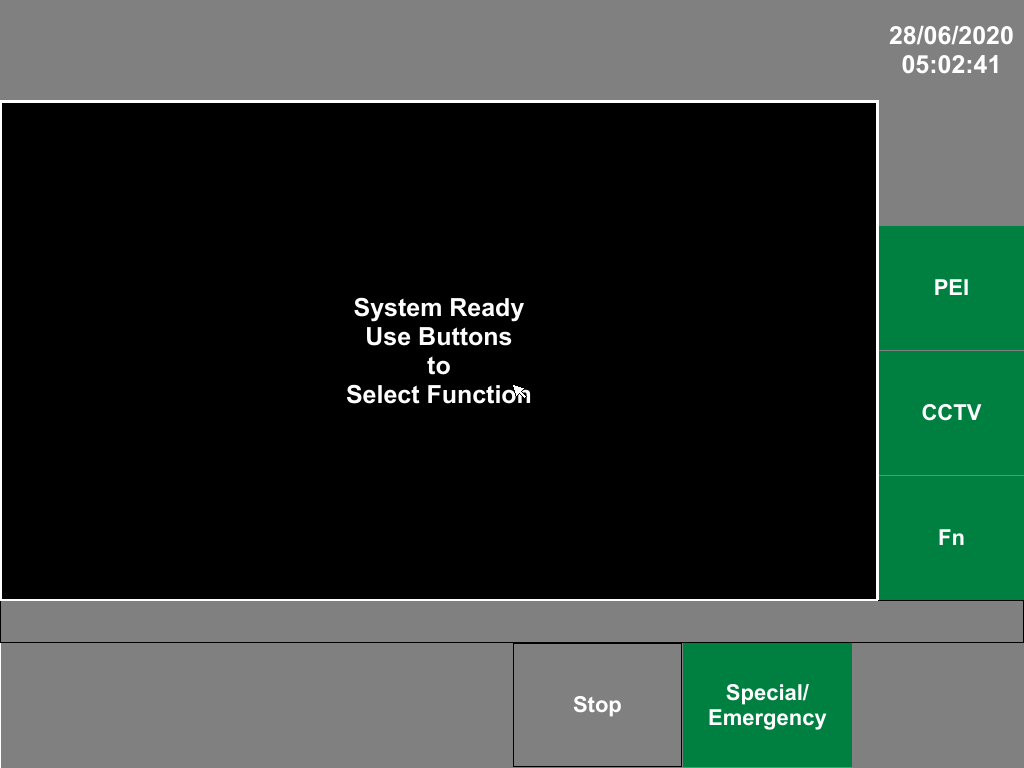 28/06/2020
05:02:41
System Ready
Use Buttons
to
Select Function
PEI
CCTV
Fn
Stop
Special/
Emergency